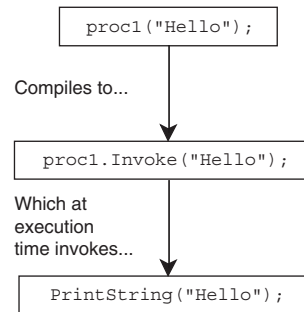 proc1("Hello");
Compiles to...
proc1.Invoke("Hello");
Which at
execution
time invokes...
PrintString("Hello");